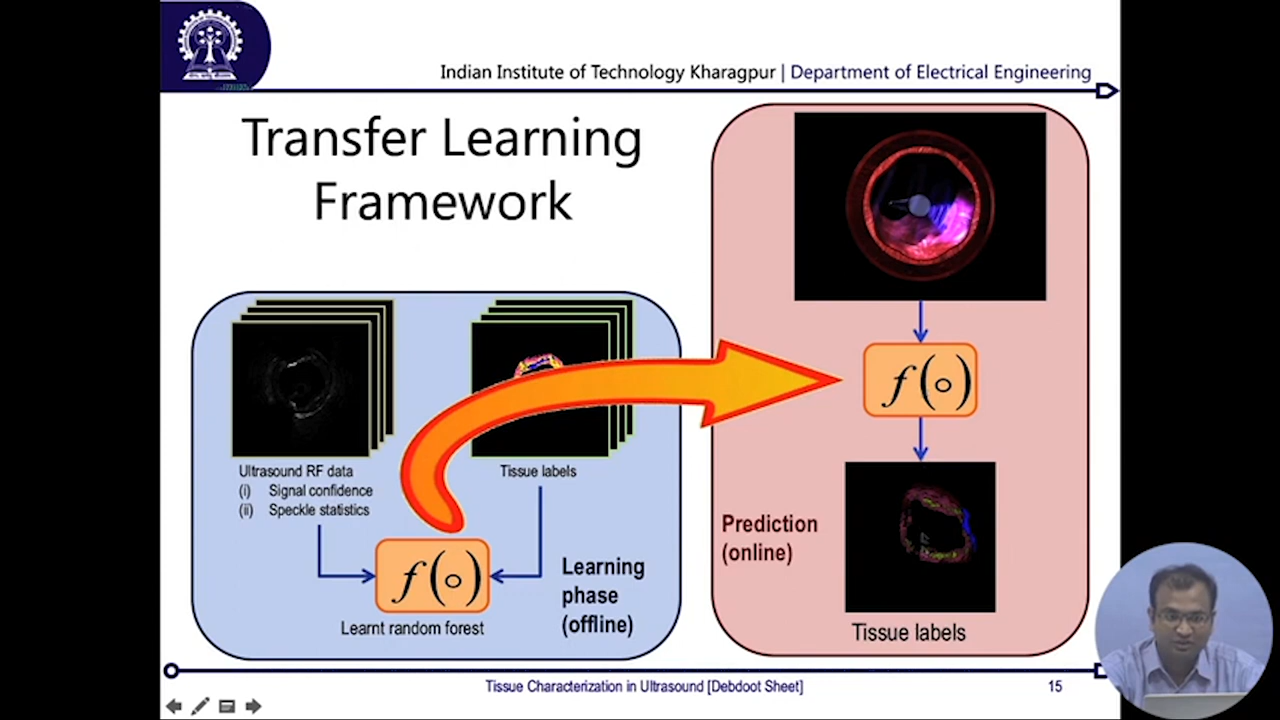 Indian Institute of Technology Kharagpur | Department of Electrical Engineering
Transfer Learning
Framework
Ultrasound RF data
(i) Signal confidence
(ii) Speckle statistics
Tissue labels
f(∘)
Learnt random forest
Learning
phase
(offline)
f(∘)
Prediction
(online)
Tissue labels
Tissue Characterization in Ultrasound [Debdoot Sheet]
15